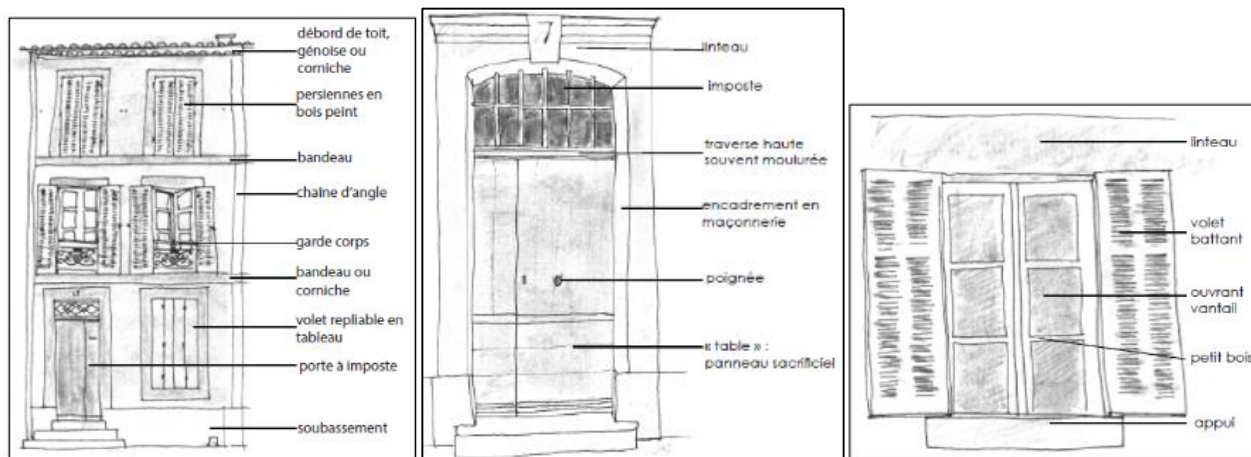 débord de toit,
génoise ou
corniche
persiennes en
bois peint
bandeau
chaîne d'angle
garde corps
bandeau ou
corniche
volet repliable en
tableau
porte à imposte
soubassement
7
linteau
imposte
traverse haute
souvent moulurée
encadrement en
maçonnerie
poignée
« table » :
panneau sacrificiel
linteau
volet
battant
ouvrant
vantail
petit bois
appui